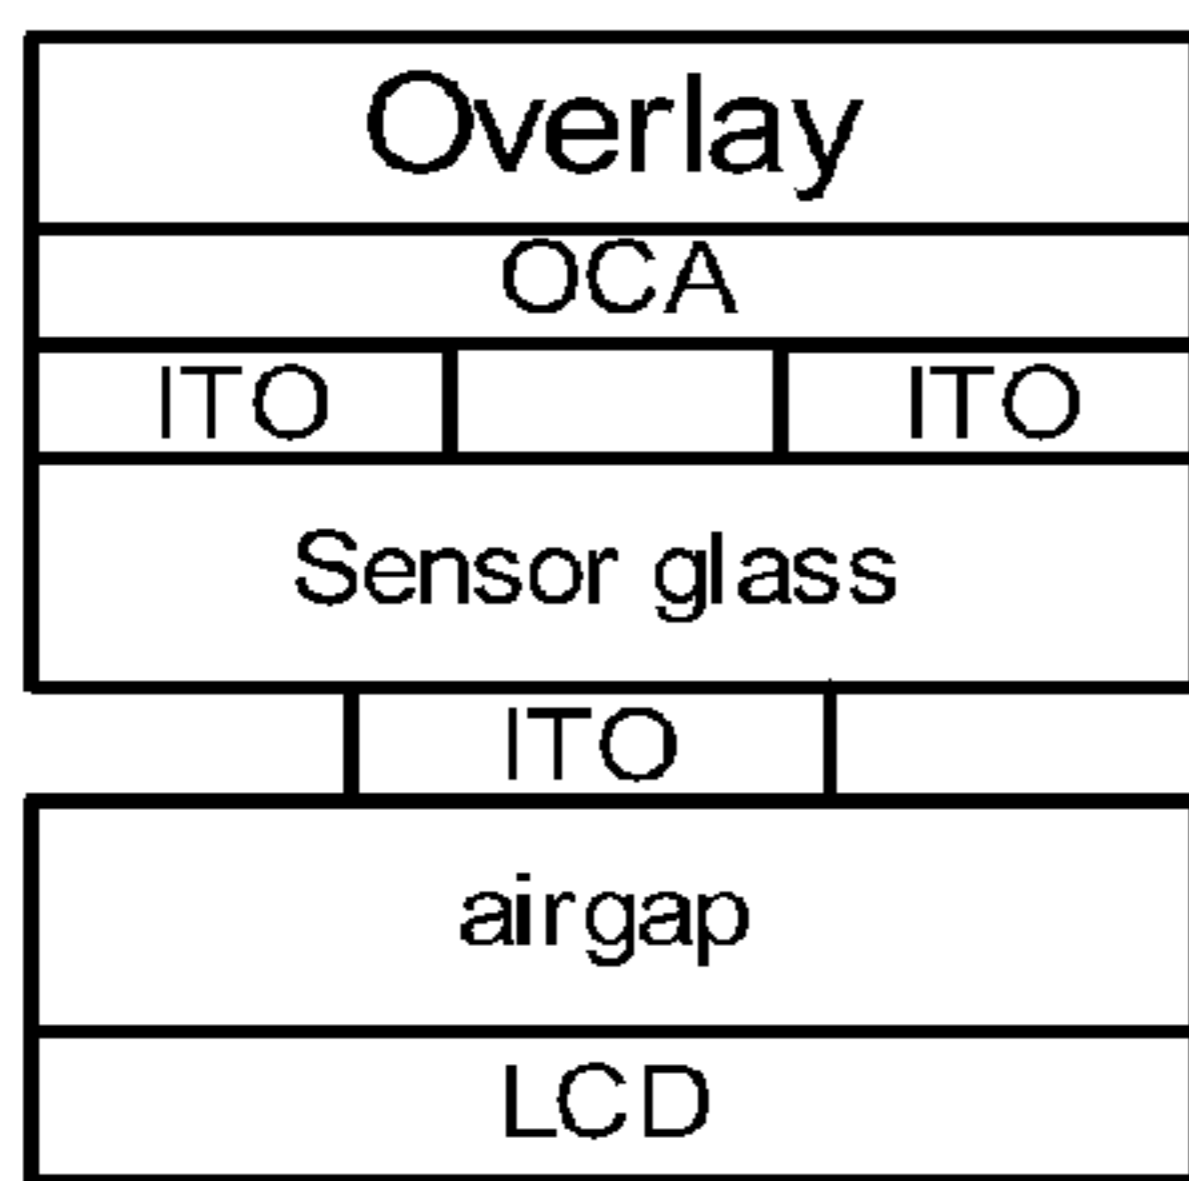 Overlay
OCA
ITO ITO
Sensor glass
ITO
airgap
LCD